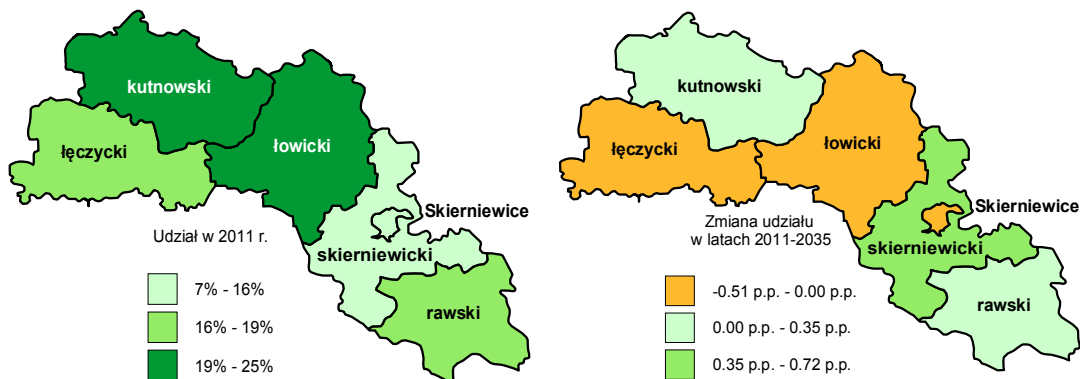 kutnowski
łęczycki
łowicki
Skierniewice
Udział w 2011 r.
skierniewicki
rawski
7% - 16%
16% - 19%
19% - 25%
kutnowski
łęczycki
łowicki
Skierniewice
Zmiana udziału
w latach 2011-2035
skierniewicki
rawski
-0.51 p.p. - 0.00 p.p.
0.00 p.p. - 0.35 p.p.
0.35 p.p. - 0.72 p.p.